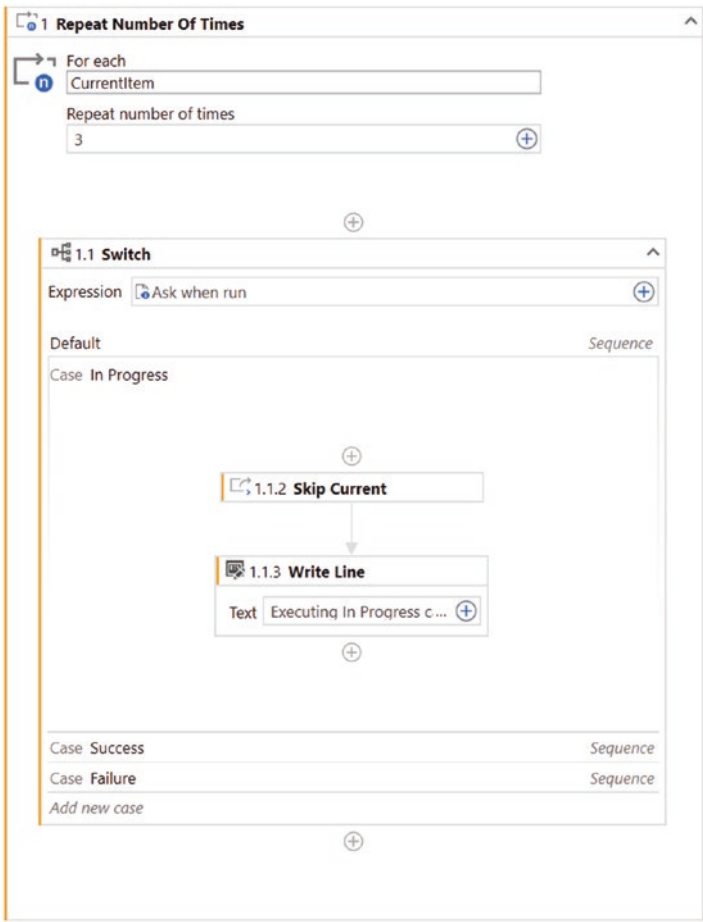 1 Repeat Number Of Times
For each
n
CurrentItem
Repeat number of times
3
1.1 Switch
Expression Ask when run
Default Sequence
Case In Progress
1.1.2 Skip Current
1.1.3 Write Line
Text Executing In Progress c ...
Case Success Sequence
Case Failure Sequence
Add new case